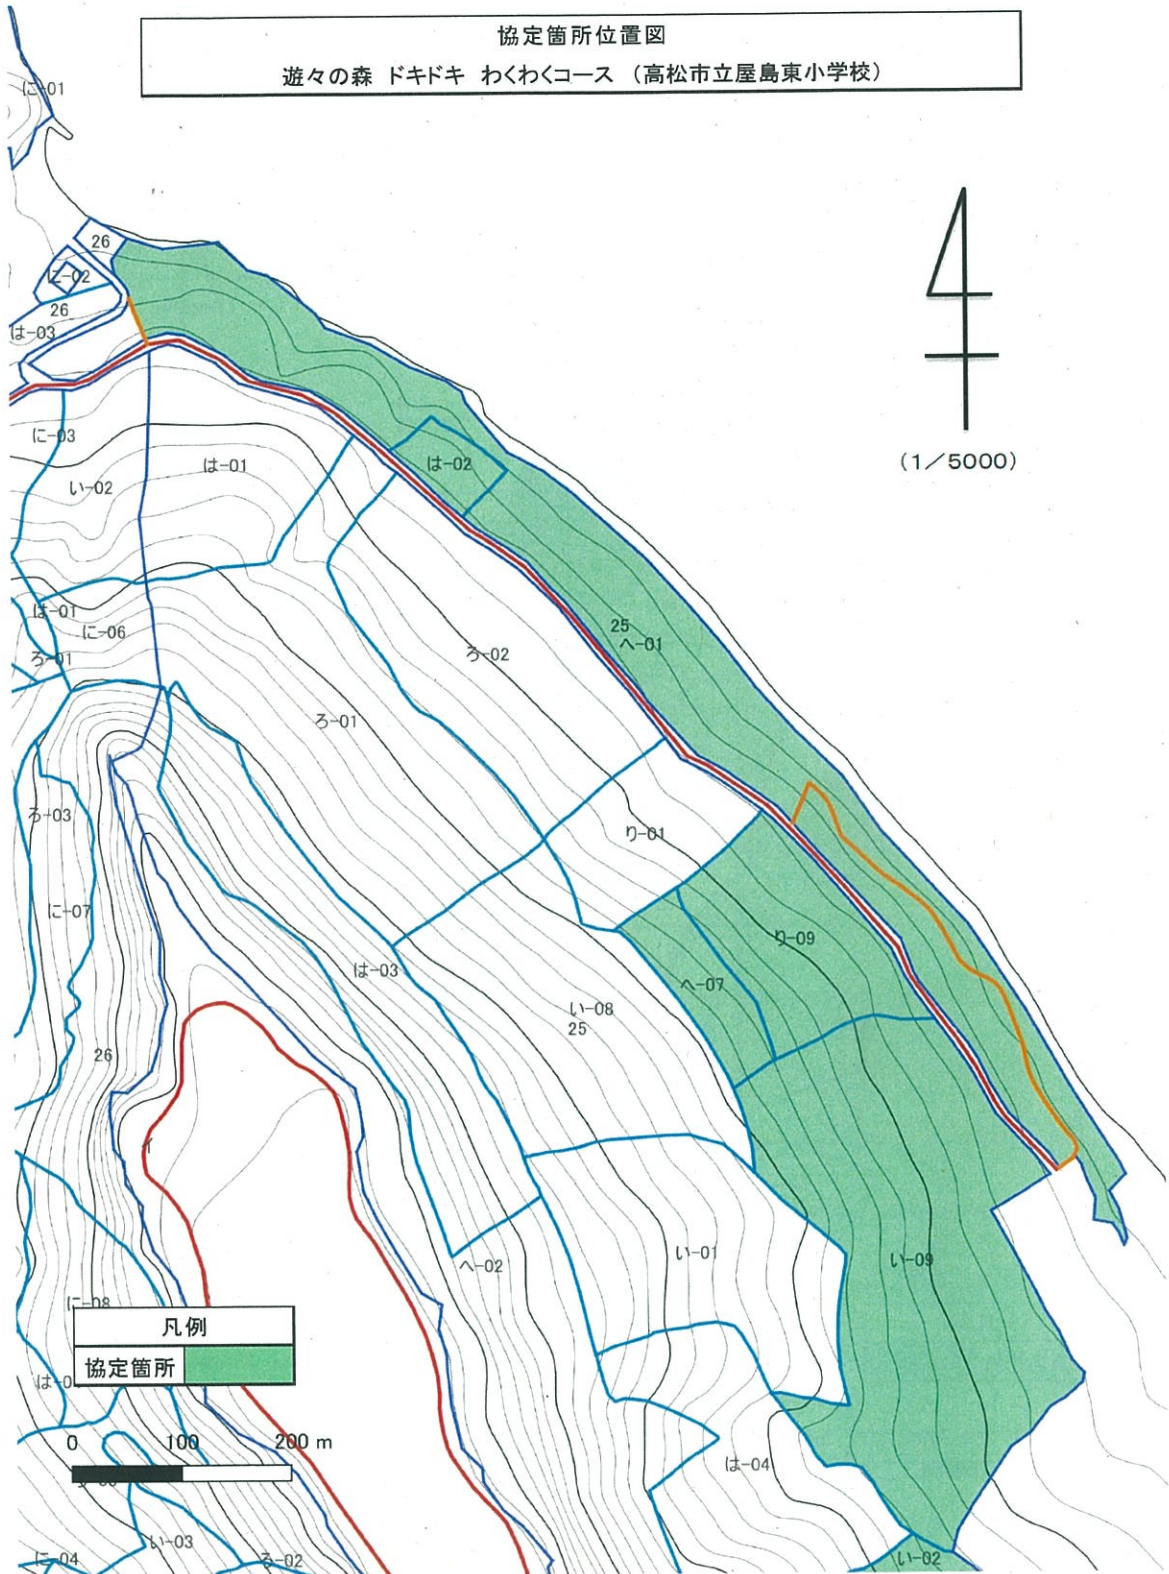 協定箇所位置図
遊々の森 ドキドキ わくわくコース (高松市立屋島東小学校)
に-01
26
に-02
26
は-03
(1/5000)
に-03
は-01
は-02
い-02
は-01
に-06
25
へ-01
ろ-01
ろ-02
ろ-01
ろ-03
り-01
に-07
り-09
は-03
へ-07
い-08
25
26
イ
い-01
い-09
へ-02
に-08
凡例
協定箇所
0 100 200 m
は-04
い-03
に-04
ろ-02
い-02